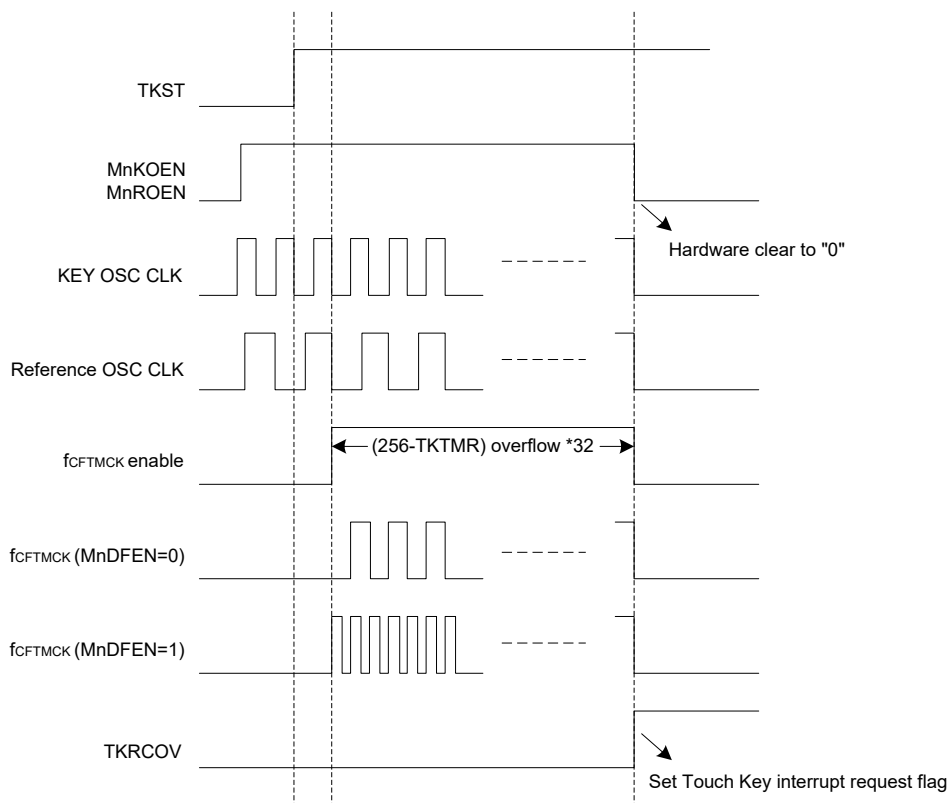 TKST
MnKOEN
MnROEN
Hardware clear to "0"
KEY OSC CLK
Reference OSC CLK
fCFTMCK enable
(256-TKTMR) overflow *32
fCFTMCK (MnDFEN=0)
fCFTMCK (MnDFEN=1)
TKRCOV
Set Touch Key interrupt request flag